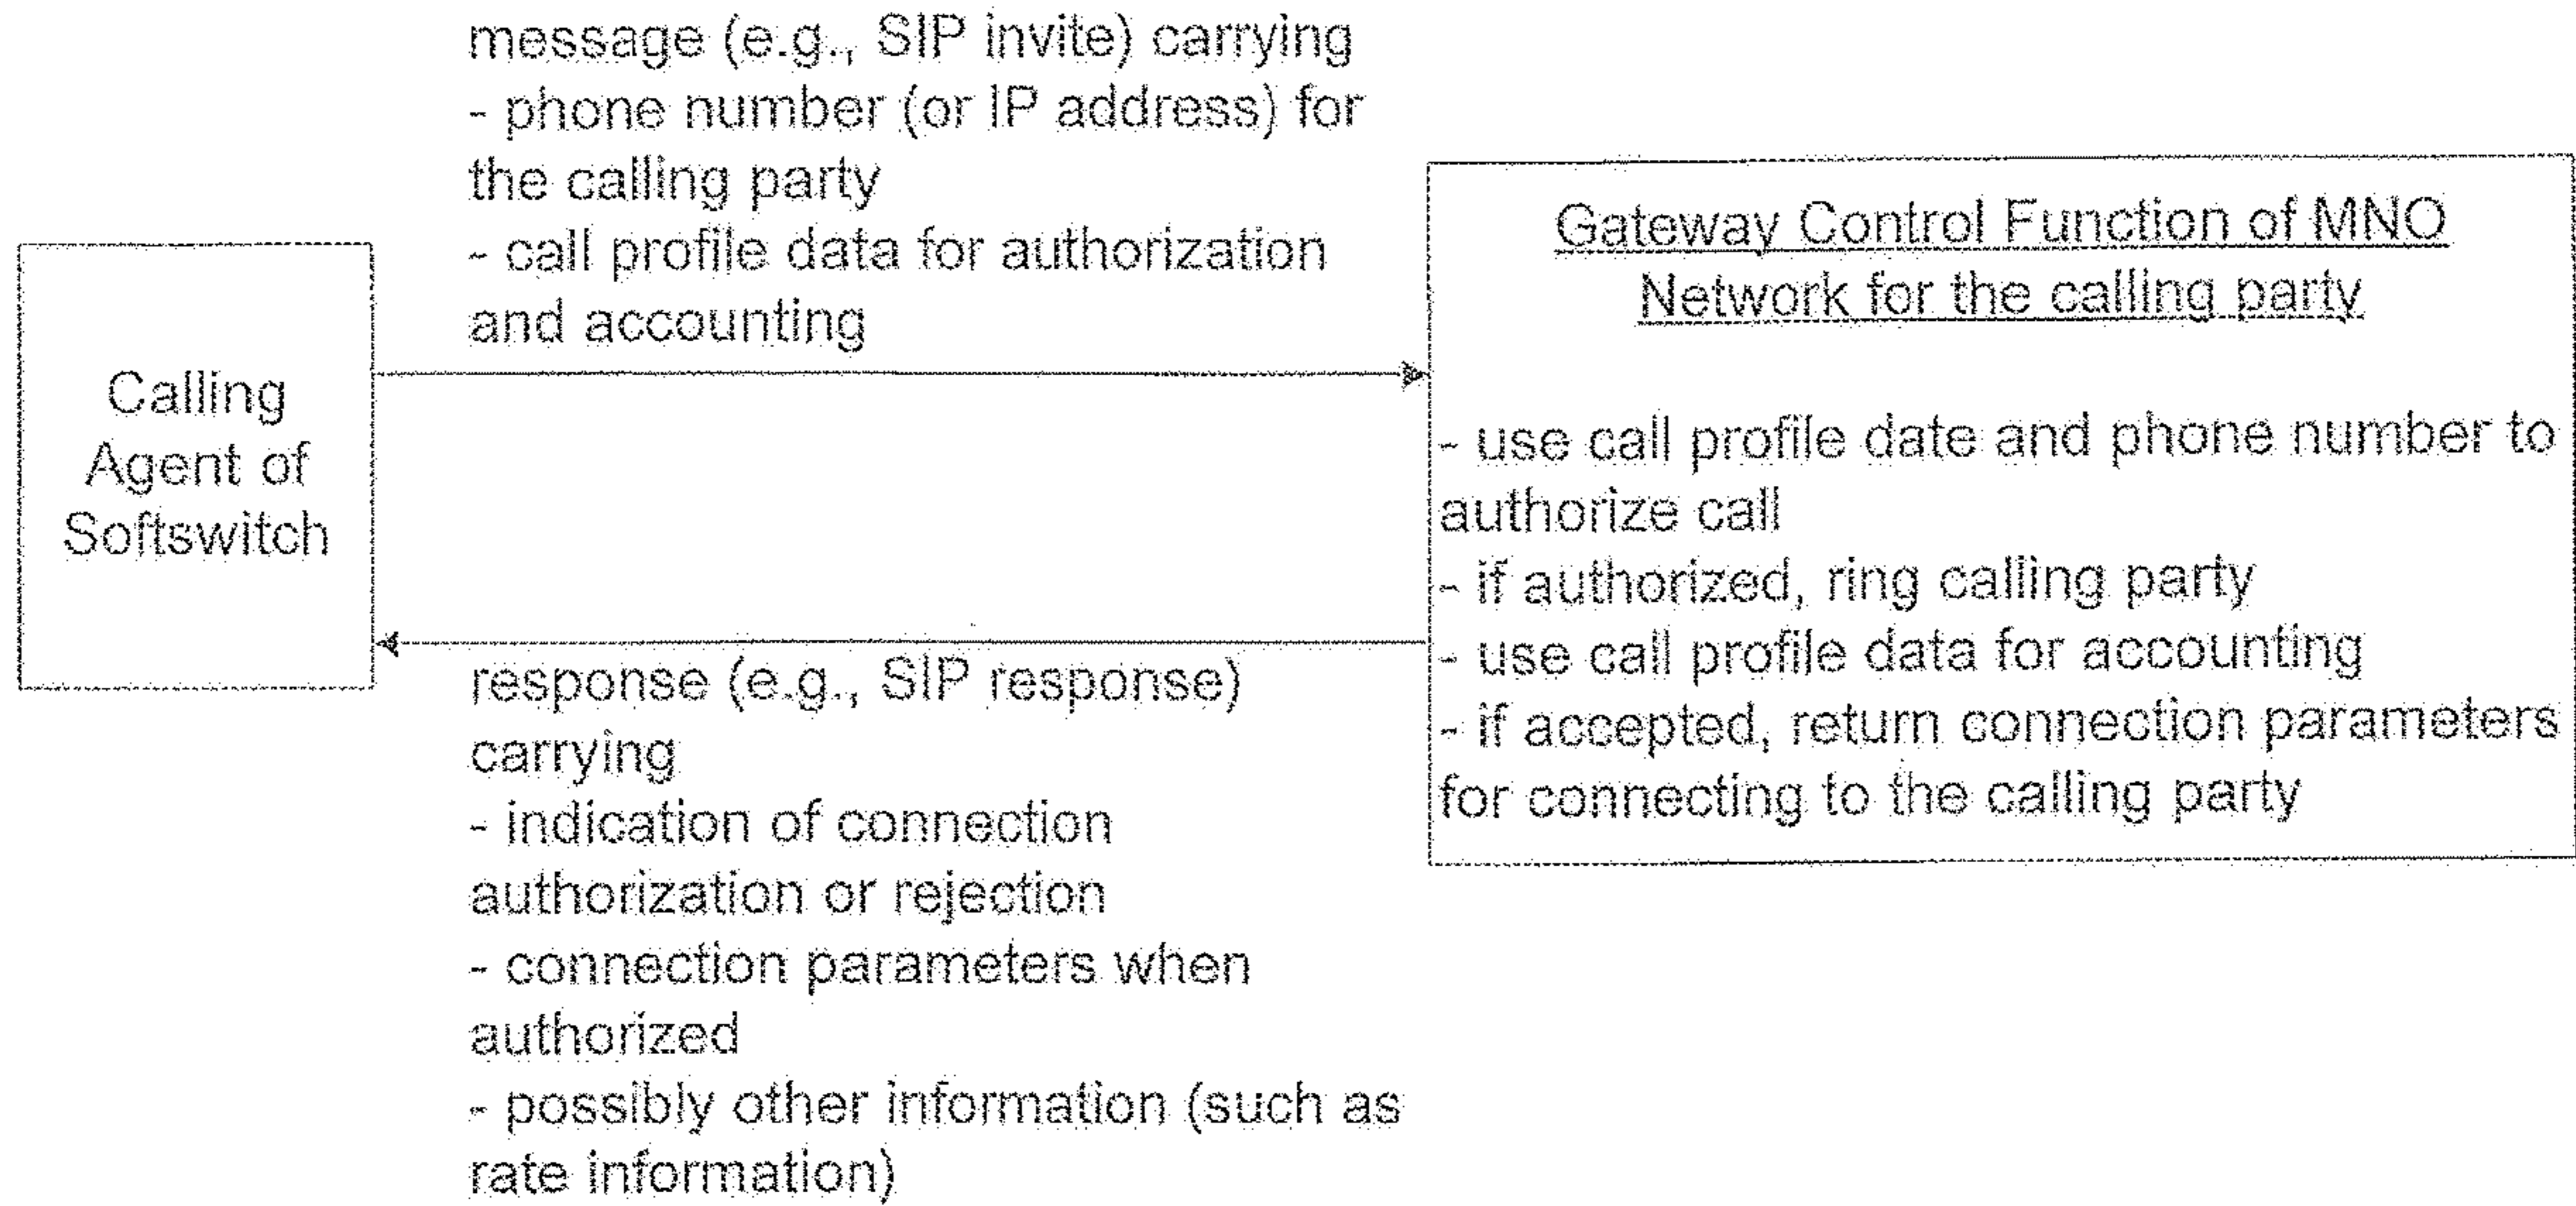 message (e.g., SIP invite) carrying
- phone number (or IP address) for
the calling party
- call profile data for authorization
and accounting
Calling
Agent of
Softswitch
Gateway Control Function of MNO
Network for the calling party
- use call profile date and phone number to
authorize call
- if authorized, ring calling party
- use call profile data for accounting
- if accepted, return connection parameters
for connecting to the calling party
response (e.g., SIP response)
carrying
- indication of connection
authorization or rejection
- connection parameters when
authorized
- possibly other information (such as
rate information)